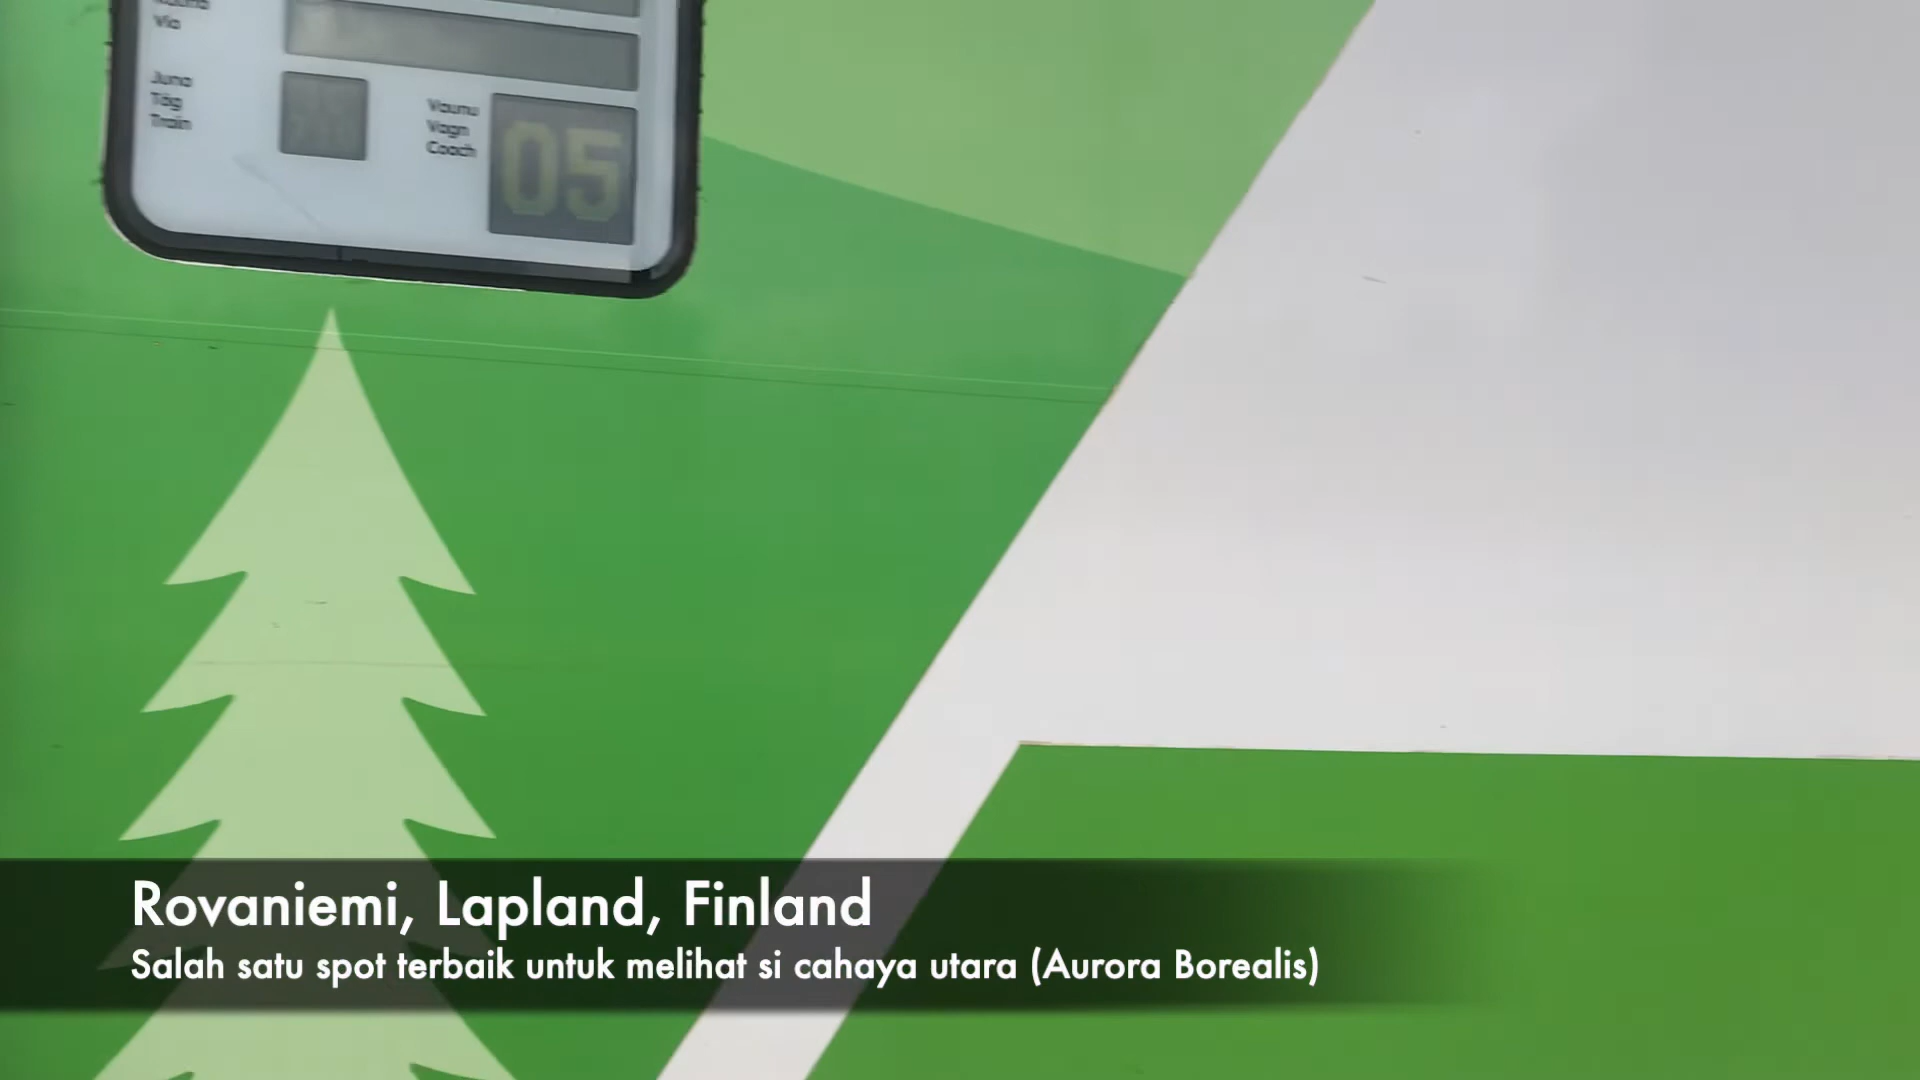 Via
Juna
Tåg
Train
Vaunu
Vagn
Coach
05
Rovaniemi, Lapland, Finland
Salah satu spot terbaik untuk melihat si cahaya utara (Aurora Borealis)